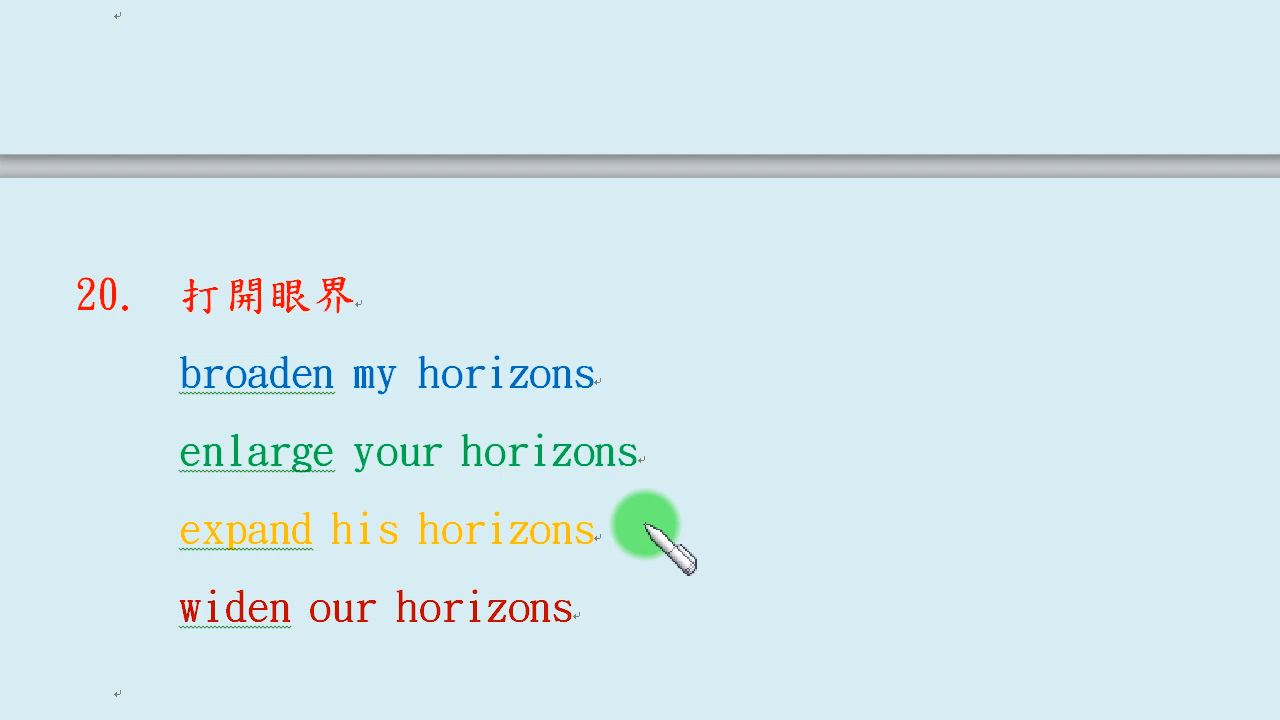 20. 打開眼界
broaden my horizons
enlarge your horizons
expand his horizons
widen our horizons